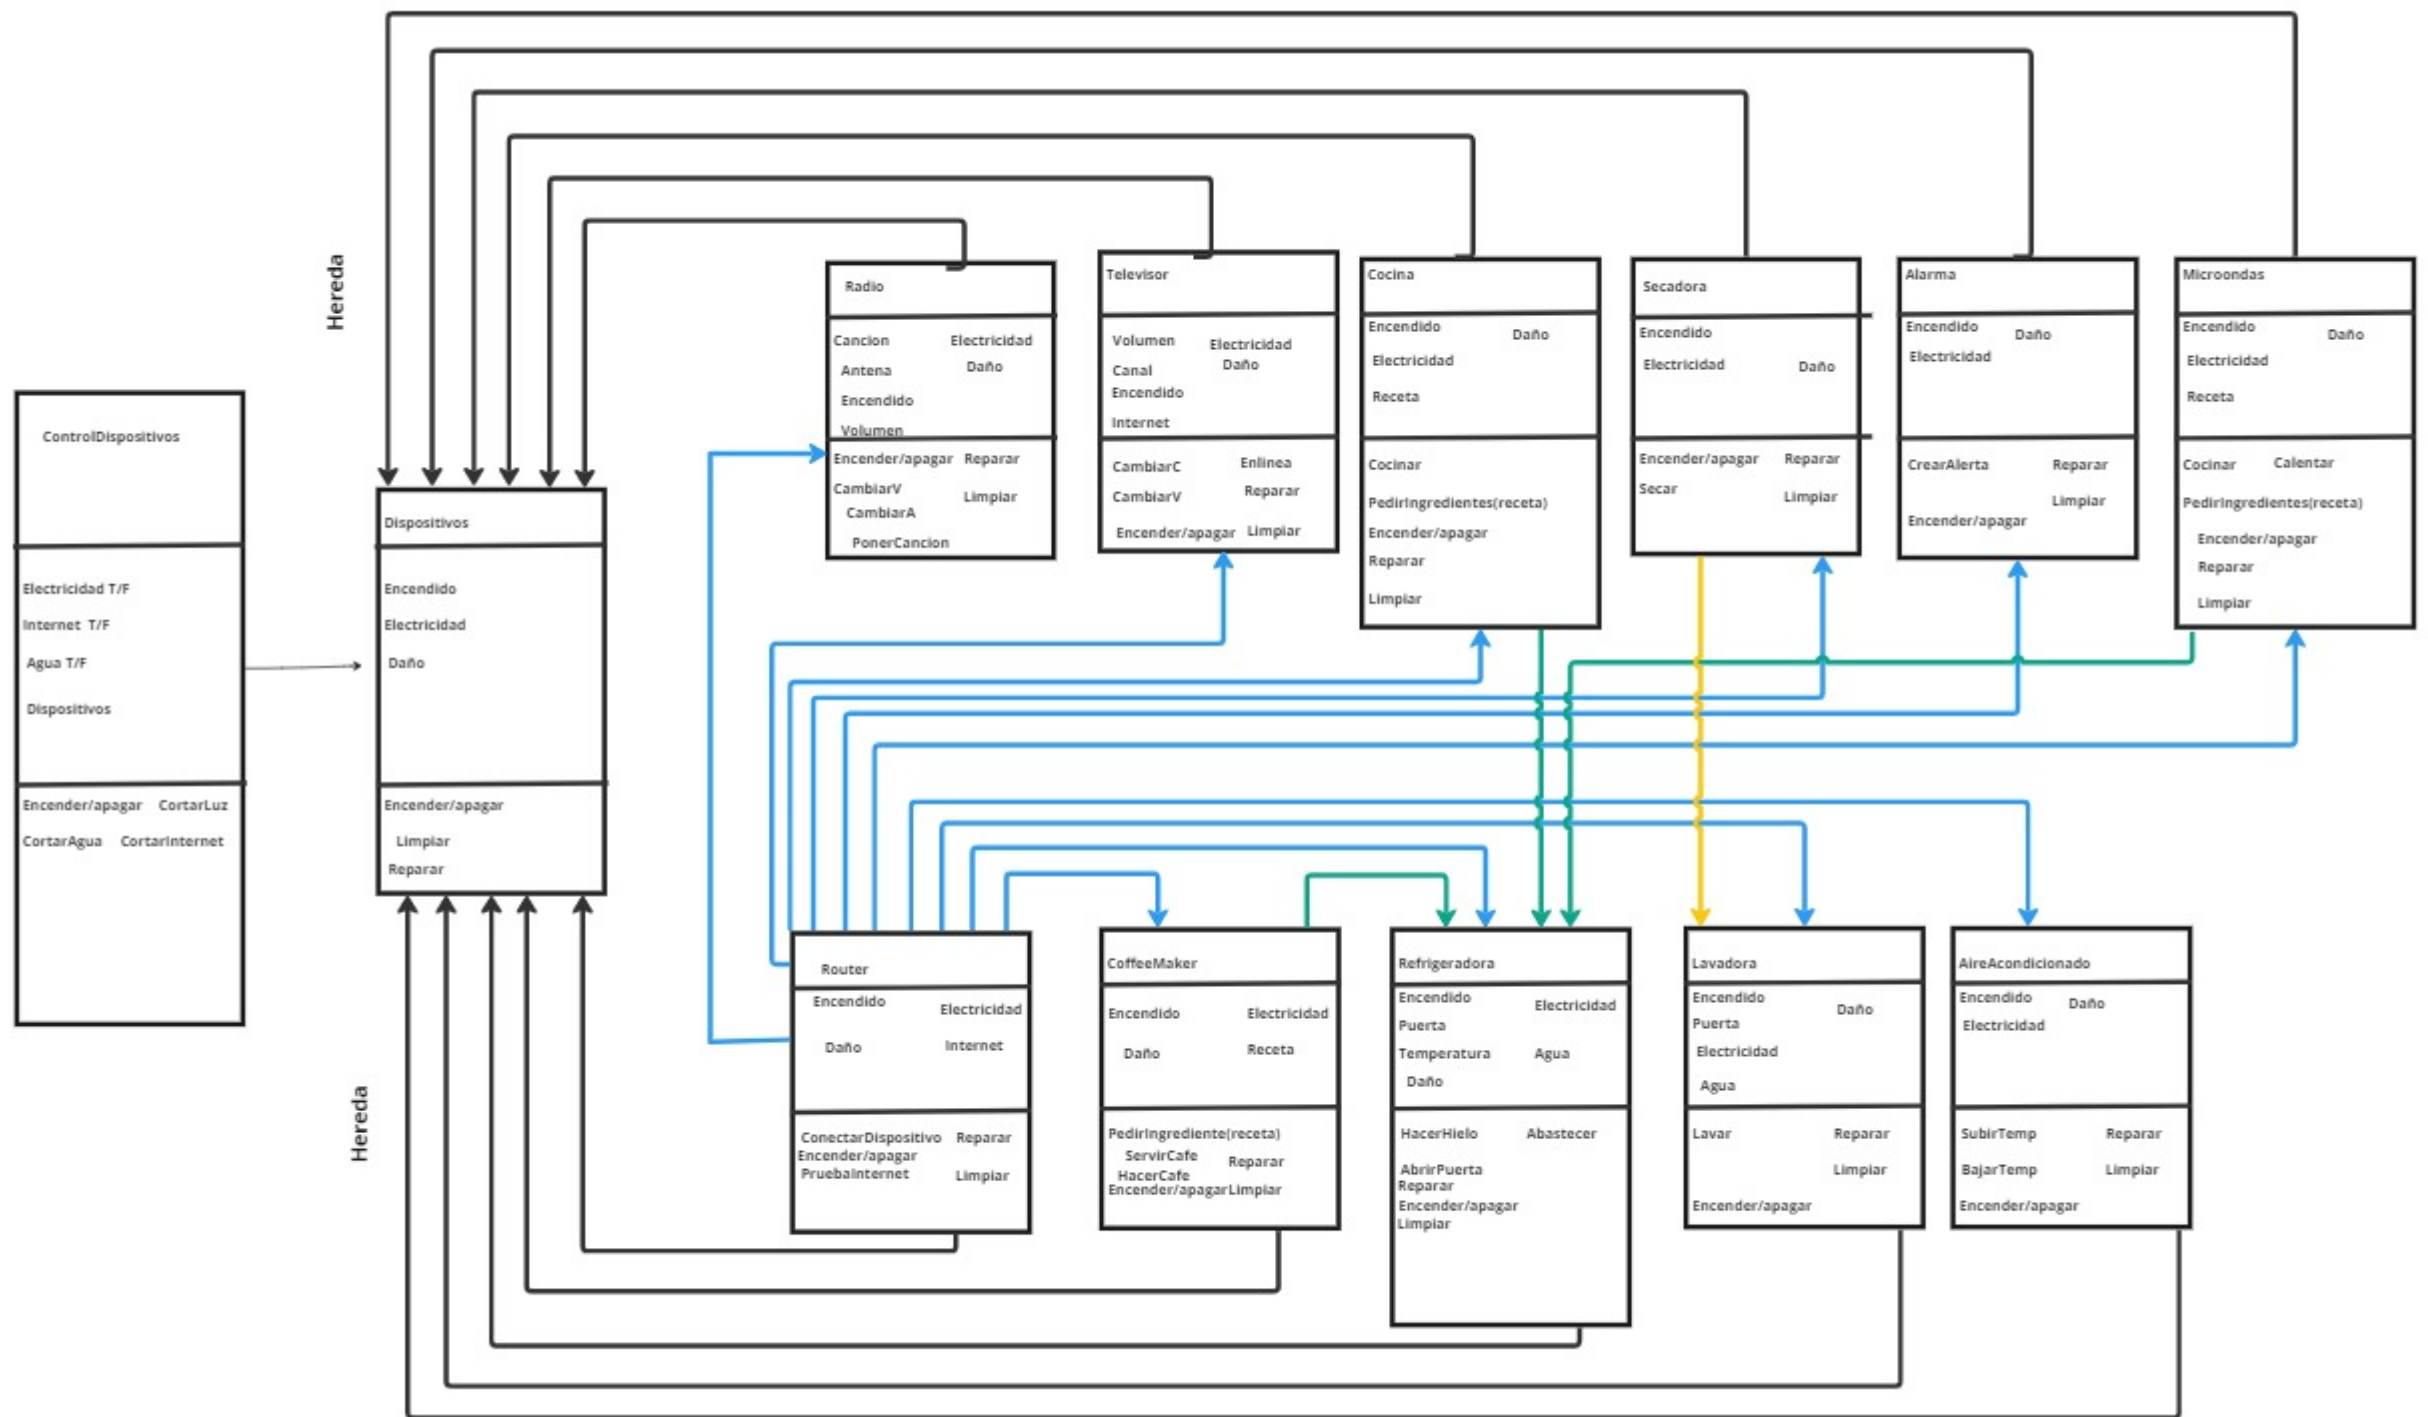 Hereda
ControlDispositivos
Electricidad T/F
Internet T/F
Agua T/F
Dispositivos
Encender/apagar CortarLuz
CortarAgua CortarInternet
Dispositivos
Encendido
Electricidad
Daño
Encender/apagar
Limpiar
Reparar
Radio
Cancion Electricidad
Antena Daño
Encendido
Volumen
Encender/apagar Reparar
CambiarV Limpiar
CambiarA
PonerCancion
Televisor
Volumen Electricidad
Canal Daño
Encendido
Internet
CambiarC Enlinea
CambiarV Reparar
Encender/apagar Limpiar
Cocina
Encendido Daño
Electricidad
Receta
Cocinar
PedirIngredientes(receta)
Encender/apagar
Reparar
Limpiar
Secadora
Encendido
Electricidad Daño
Encender/apagar Reparar
Secar Limpiar
Alarma
Encendido Daño
Electricidad
CrearAlerta Reparar
Limpiar
Encender/apagar
Microondas
Encendido Daño
Electricidad
Receta
Cocinar Calentar
PedirIngredientes(receta)
Encender/apagar
Reparar
Limpiar
Hereda
Router
Encendido Electricidad
Daño Internet
ConectarDispositivo Reparar
Encender/apagar
PruebaInternet Limpiar
CoffeeMaker
Encendido Electricidad
Daño Receta
PedirIngrediente(receta)
ServirCafe Reparar
HacerCafe
Encender/apagar Limpiar
Refrigeradora
Encendido Electricidad
Puerta
Temperatura Agua
Daño
HacerHielo Abastecer
AbrirPuerta
Reparar
Encender/apagar
Limpiar
Lavadora
Encendido Daño
Puerta
Electricidad
Agua
Lavar Reparar
Limpiar
Encender/apagar
AireAcondicionado
Encendido Daño
Electricidad
SubirTemp Reparar
BajarTemp Limpiar
Encender/apagar